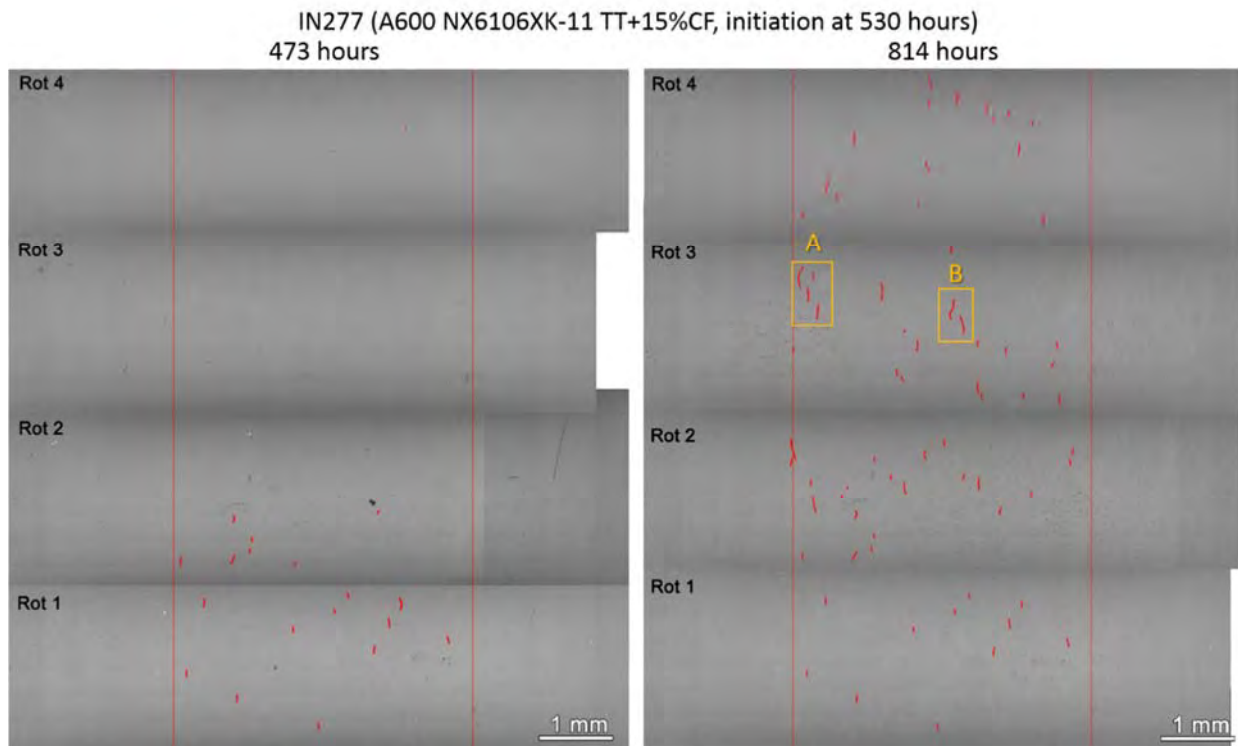 IN277 (A600 NX6106XK-11 TT+15%CF, initiation at 530 hours)
473 hours
814 hours
Rot 4
Rot 3
Rot 2
Rot 1
1 mm
Rot 4
Rot 3
A
B
Rot 2
Rot 1
1 mm